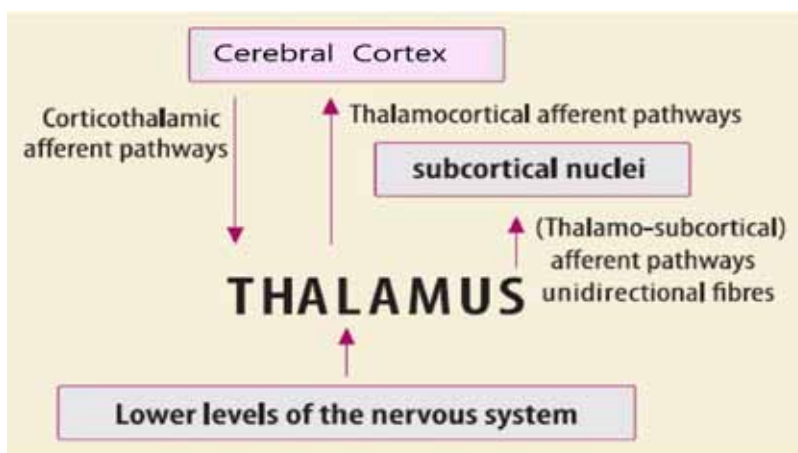 Cerebral Cortex
Corticothalamic
afferent pathways
Thalamocortical afferent pathways
subcortical nuclei
(Thalamo-subcortical)
afferent pathways
unidirectional fibres
THALAMUS
Lower levels of the nervous system